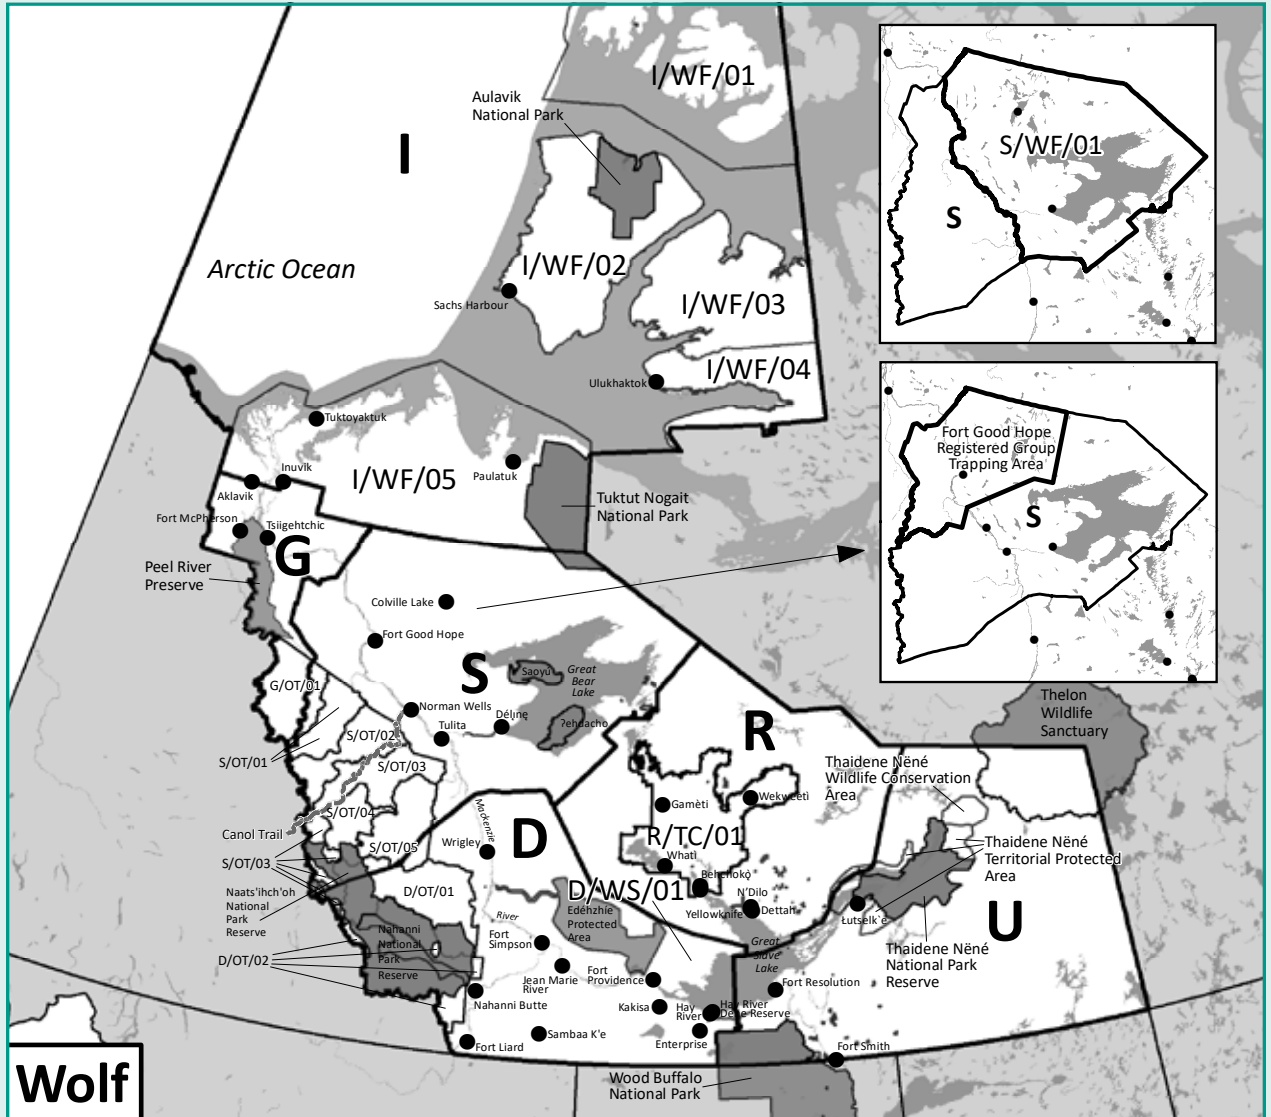 I/WF/01
Aulavik
National Park
I
S/WF/01
S
Arctic Ocean
I/WF/02
Sachs Harbour
I/WF/03
I/WF/04
Ulukhaktok
Tuktoyaktuk
Inuvik
Aklavik
I/WF/05
Paulatuk
Fort Good Hope
Registered Group
Trapping Area
S
Tuktut Nogait
National Park
Fort McPherson
Tsiigehtchic
G
Peel River
Preserve
Colville Lake
Fort Good Hope
S
Saoyú
Great
Bear
Lake
Ɂehdacho
G/OT/01
Norman Wells
Tulita
Délı̨nę
S/OT/01
S/OT/02
S/OT/03
S/OT/04
Canol Trail
S/OT/05
S/OT/03
Thelon
Wildlife
Sanctuary
R
Thaidene Nëné
Wildlife Conservation
Area
Gamètì
Wekweètì
R/TC/01
Whatì
Behchokǫ̀
Mackenzie
Wrigley
D
D/WS/01
N'Dilo
Dettah
Yellowknife
Thaidene Nëné
Territorial Protected
Area
Łutselk'e
U
Thaidene Nëné
National Park
Reserve
Naats'ihch'oh
National
Park
Reserve
D/OT/01
Nahanni
National
Park
Reserve
D/OT/02
River
Fort
Simpson
Edéhzhíe
Protected
Area
Jean Marie
River
Fort
Providence
Great
Slave
Lake
Fort Resolution
Nahanni Butte
Kakisa
Hay
River
Hay River
Dene Reserve
Sambaa K'e
Enterprise
Fort Liard
Fort Smith
Wood Buffalo
National Park
Wolf